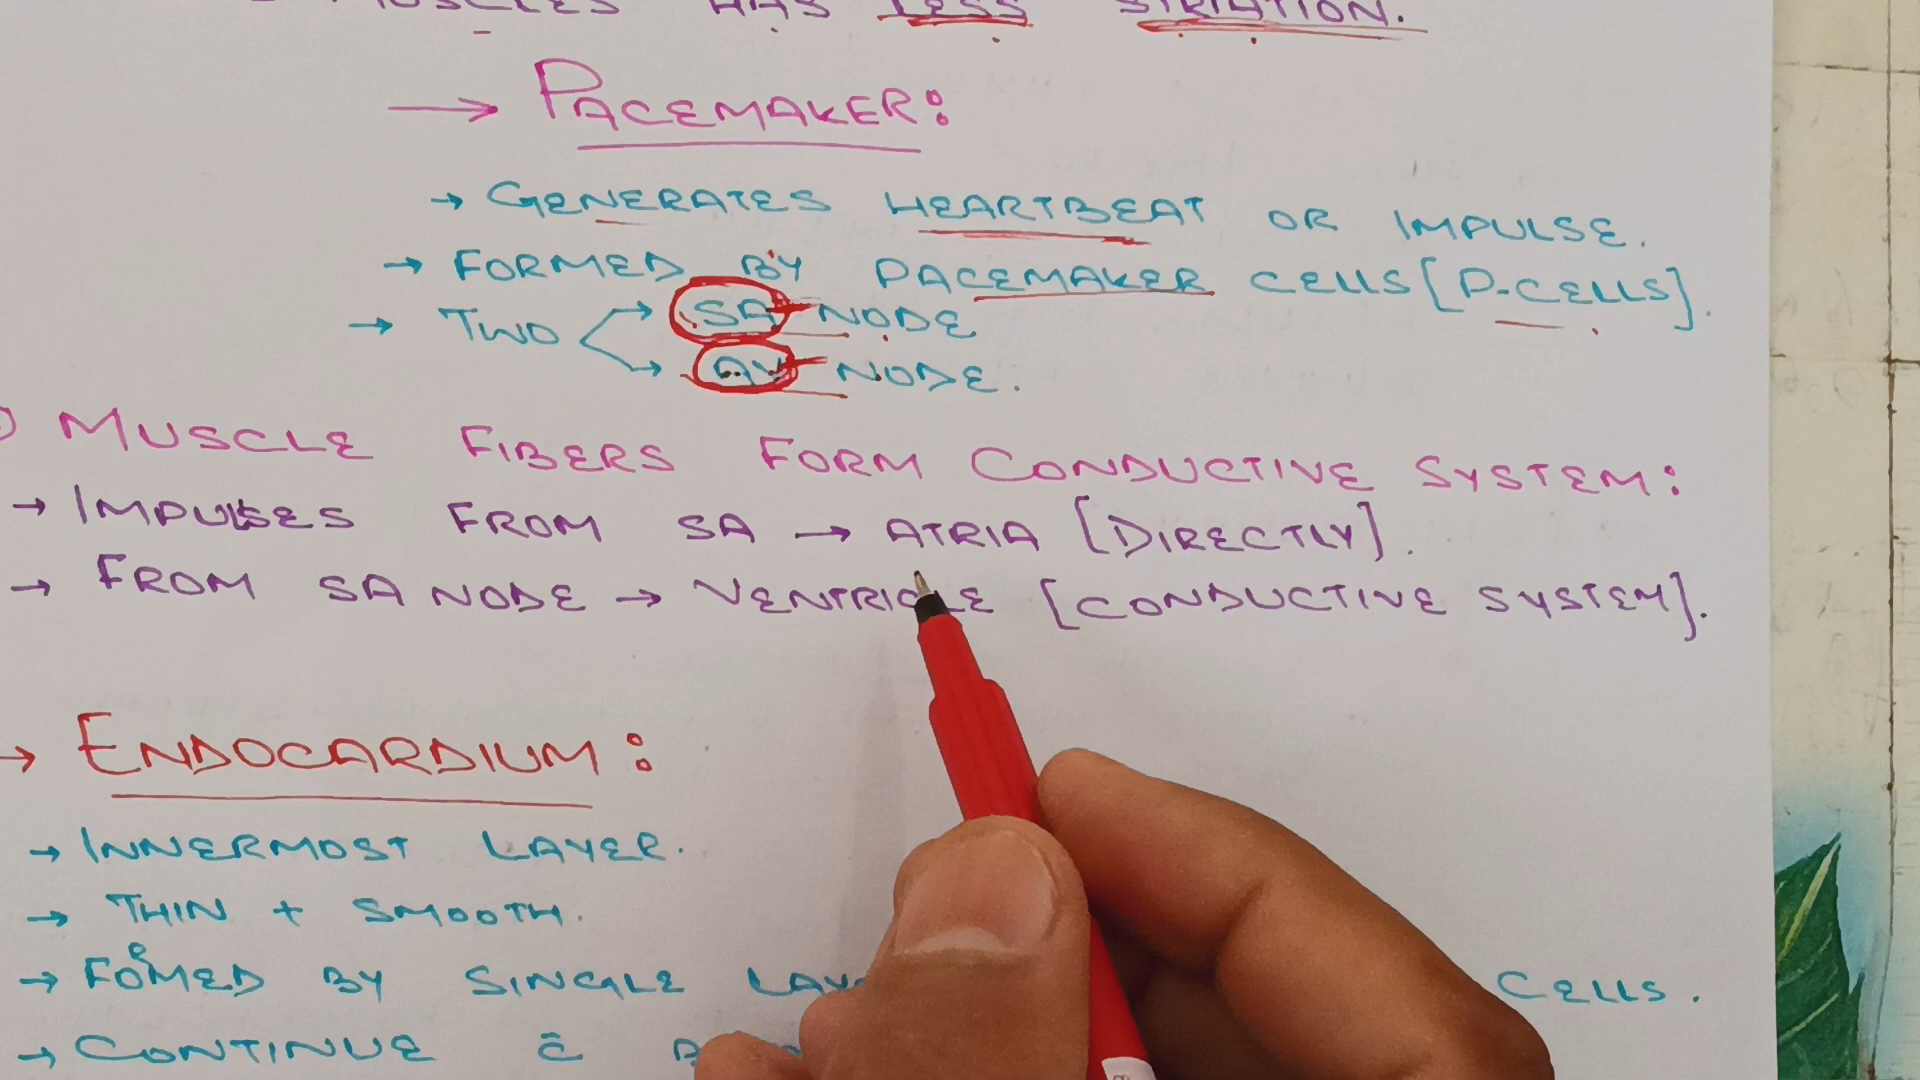 MUSCLES HAS LESS STRIATION.
→ PACEMAKER:
→ GENERATES HEARTBEAT OR IMPULSE.
→ FORMED BY PACEMAKER CELLS [P-CELLS].
→ TWO → SA-NODE
→ AV-NODE.
) MUSCLE FIBERS FORM CONDUCTIVE SYSTEM:
→ IMPULSES FROM SA → ATRIA [DIRECTLY].
→ FROM SA NODE → VENTRICLE [CONDUCTIVE SYSTEM].
→ ENDOCARDIUM:
→ INNERMOST LAYER.
→ THIN + SMOOTH.
→ FORMED BY SINGLE CELLS.
→ CONTINUE C̄